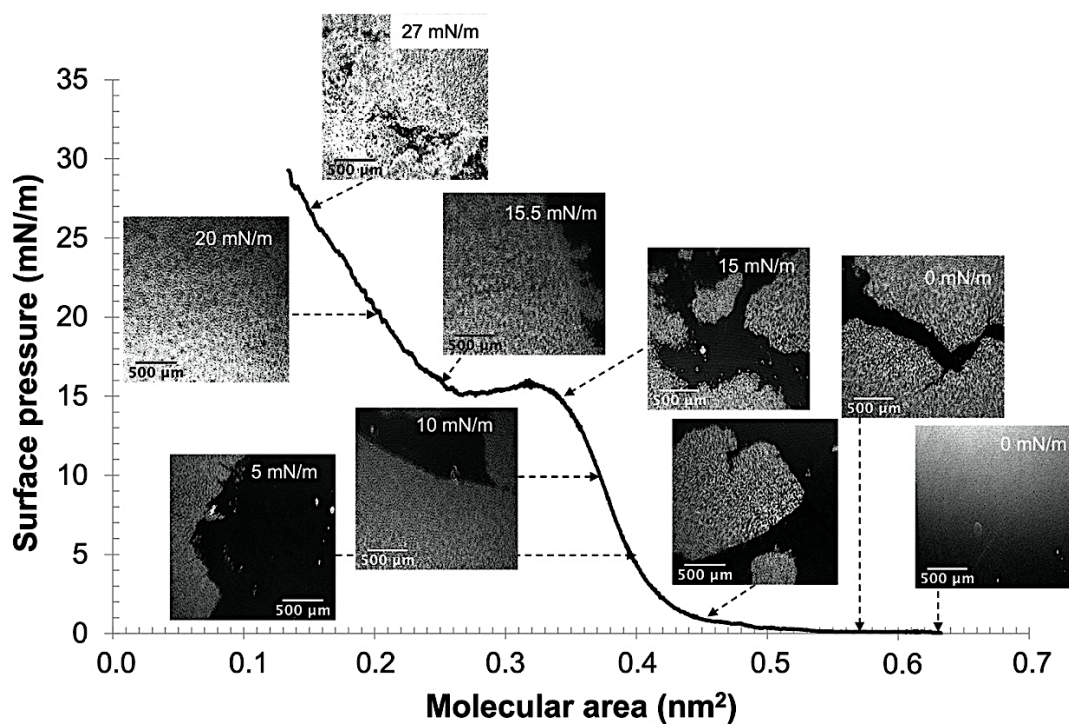 27 mN/m
500 µm
35
30
25
20
15
10
5
0
Surface pressure (mN/m)
20 mN/m
500 µm
15.5 mN/m
500 µm
15 mN/m
500 µm
0 mN/m
500 µm
5 mN/m
500 µm
10 mN/m
500 µm
500 µm
0 mN/m
500 µm
0.0 0.1 0.2 0.3 0.4 0.5 0.6 0.7
Molecular area (nm²)